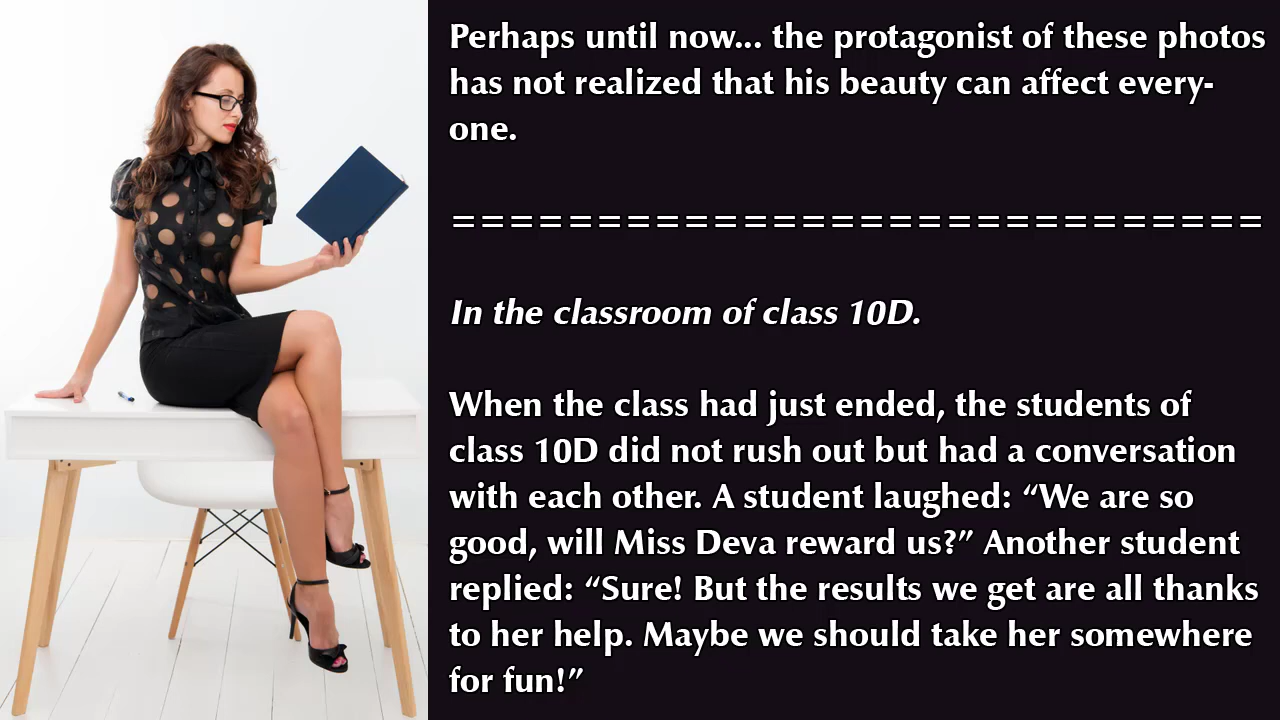 Perhaps until now... the protagonist of these photos
has not realized that his beauty can affect every-
one.
============================
In the classroom of class 10D.
When the class had just ended, the students of
class 10D did not rush out but had a conversation
with each other. A student laughed: “We are so
good, will Miss Deva reward us?” Another student
replied: “Sure! But the results we get are all thanks
to her help. Maybe we should take her somewhere
for fun!”